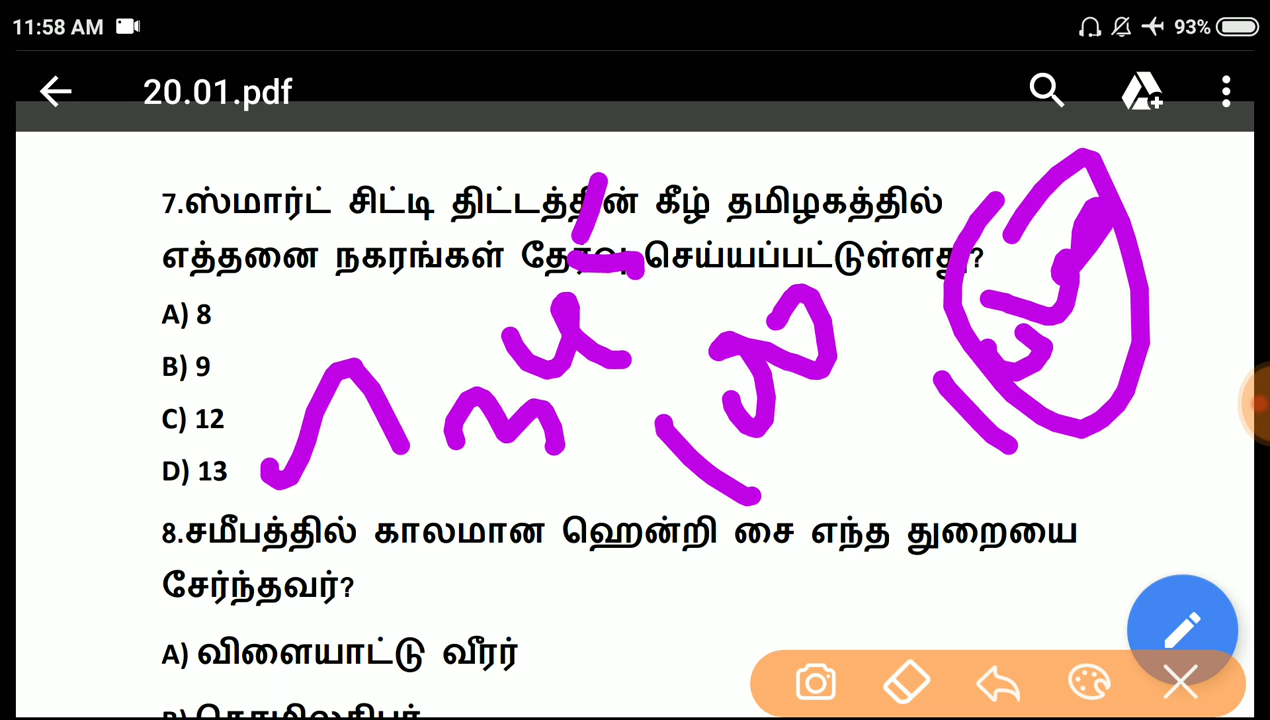 11:58 AM 93%
20.01.pdf
7.ஸ்மார்ட் சிட்டி திட்டத்தின் கீழ் தமிழகத்தில்
எத்தனை நகரங்கள் தேர்வு செய்யப்பட்டுள்ளது?
A) 8
B) 9
C) 12
D) 13
8.சமீபத்தில் காலமான ஹென்றி சை எந்த துறையை
சேர்ந்தவர்?
A) விளையாட்டு வீரர்